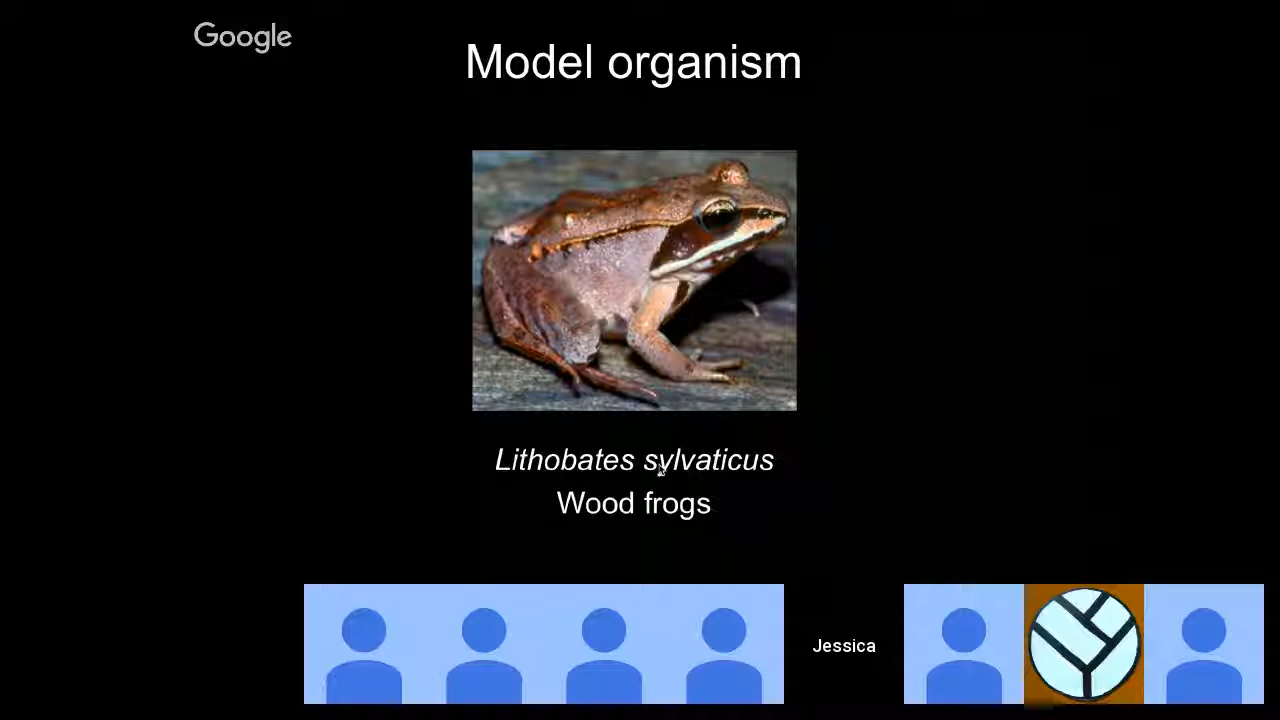 Google
Model organism
Lithobates sylvaticus
Wood frogs
Jessica